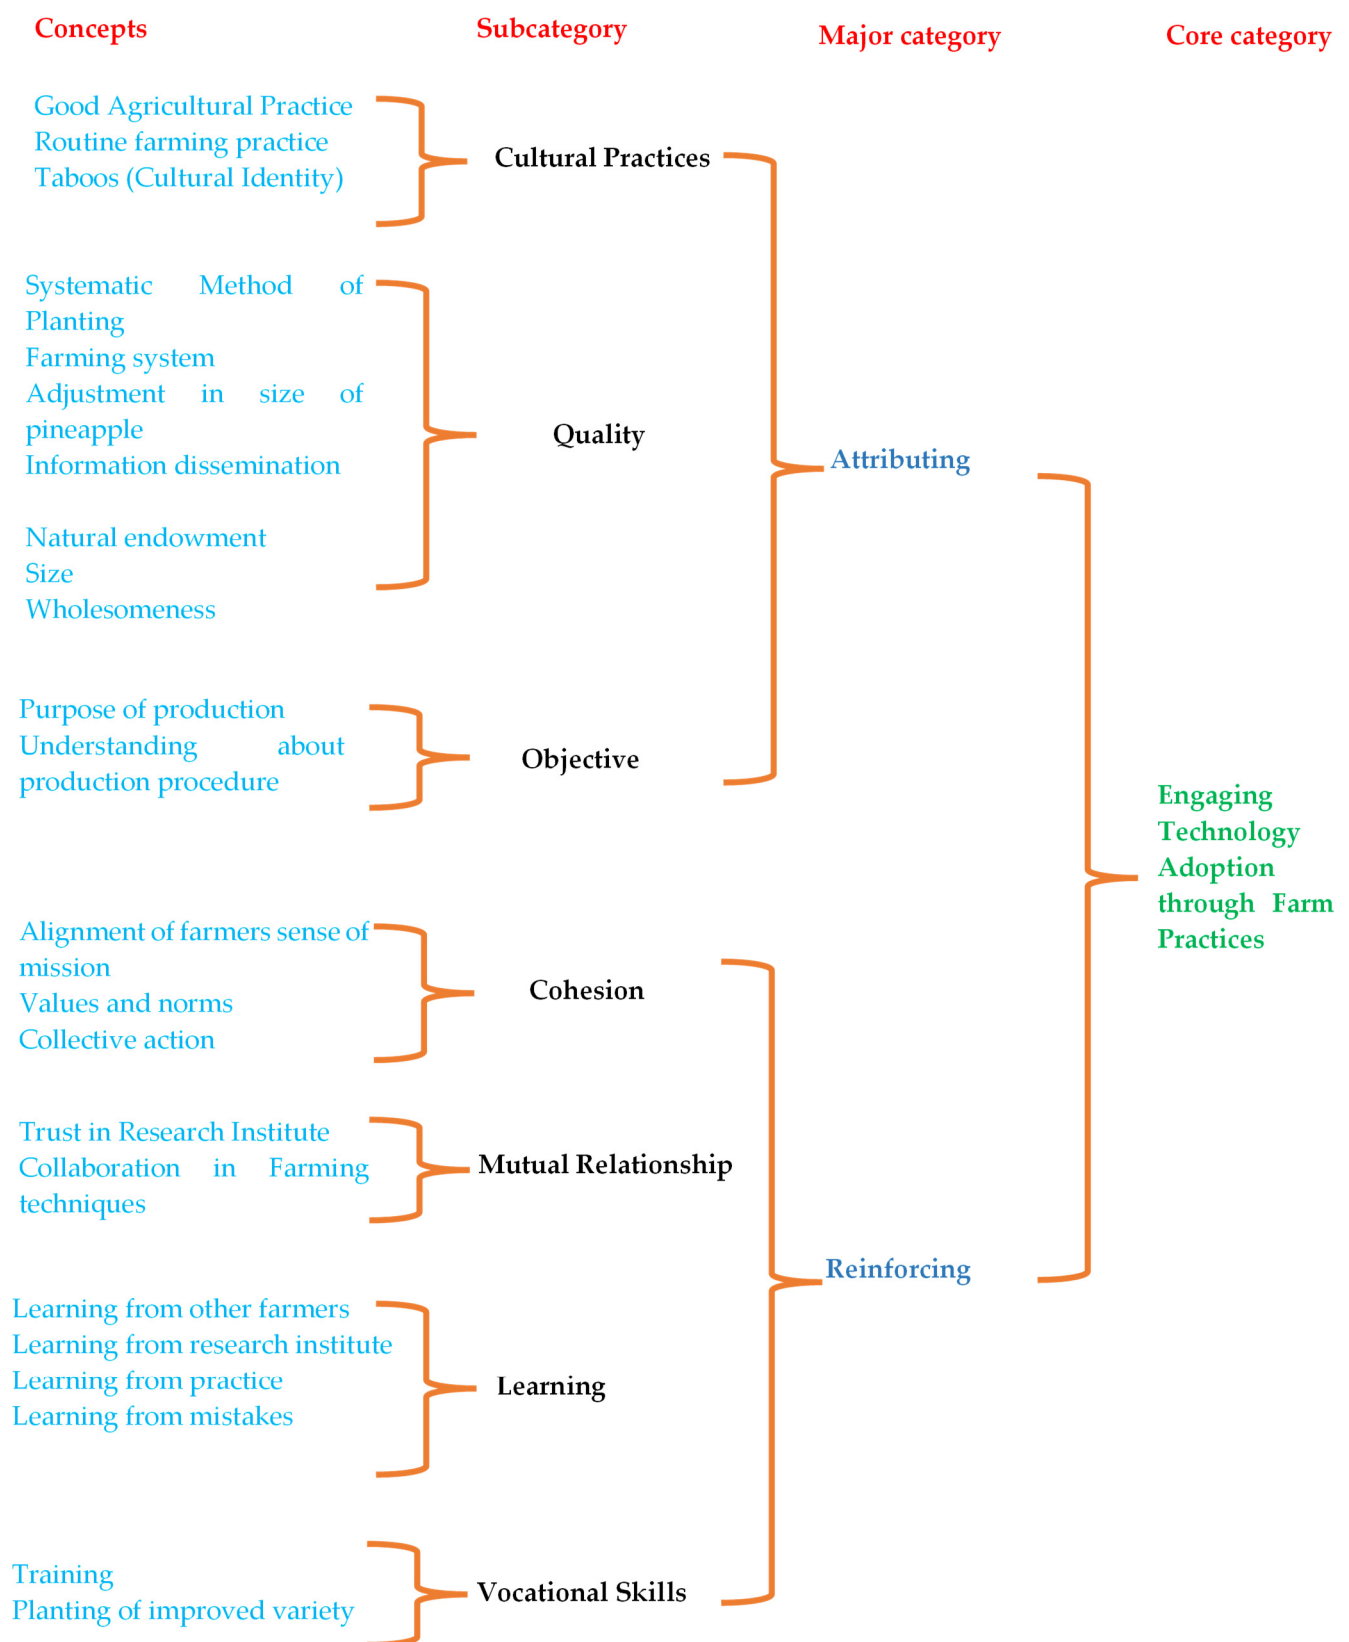 Concepts
Subcategory
Major category
Core category
Good Agricultural Practice
Routine farming practice
Taboos (Cultural Identity)
Cultural Practices
Systematic Method of
Planting
Farming system
Adjustment in size of
pineapple
Information dissemination
Natural endowment
Size
Wholesomeness
Quality
Attributing
Purpose of production
Understanding about
production procedure
Objective
Engaging
Technology
Adoption
through Farm
Practices
Alignment of farmers sense of
mission
Values and norms
Collective action
Cohesion
Trust in Research Institute
Collaboration in Farming
techniques
Mutual Relationship
Reinforcing
Learning from other farmers
Learning from research institute
Learning from practice
Learning from mistakes
Learning
Training
Planting of improved variety
Vocational Skills